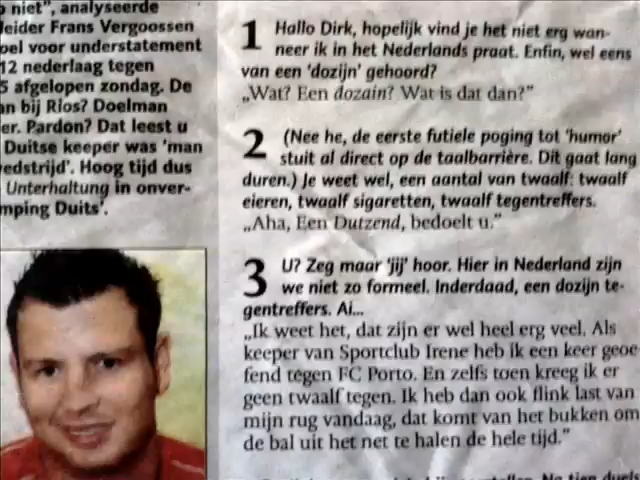 niet", analyseerde
leider Frans Vergoossen
oel voor understatement
12 nederlaag tegen
5 afgelopen zondag. De
an bij Rios? Doelman
er. Pardon? Dat leest u
Duitse keeper was 'man
edstrijd'. Hoog tijd dus
Unterhaltung in onver-
mping Duits'.
1 Hallo Dirk, hopelijk vind je het niet erg wan-
neer ik in het Nederlands praat. Enfin, wel eens
van een 'dozijn' gehoord?
„Wat? Een dozain? Wat is dat dan?"
2 (Nee he, de eerste futiele poging tot 'humor'
stuit al direct op de taalbarrière. Dit gaat lang
duren.) Je weet wel, een aantal van twaalf: twaalf
eieren, twaalf sigaretten, twaalf tegentreffers.
„Aha, Een Dutzend, bedoelt u."
3 U? Zeg maar 'jij' hoor. Hier in Nederland zijn
we niet zo formeel. Inderdaad, een dozijn te-
gentreffers. Ai...
„Ik weet het, dat zijn er wel heel erg veel. Als
keeper van Sportclub Irene heb ik een keer geoe
fend tegen FC Porto. En zelfs toen kreeg ik er
geen twaalf tegen. Ik heb dan ook flink last van
mijn rug vandaag, dat komt van het bukken om
de bal uit het net te halen de hele tijd."